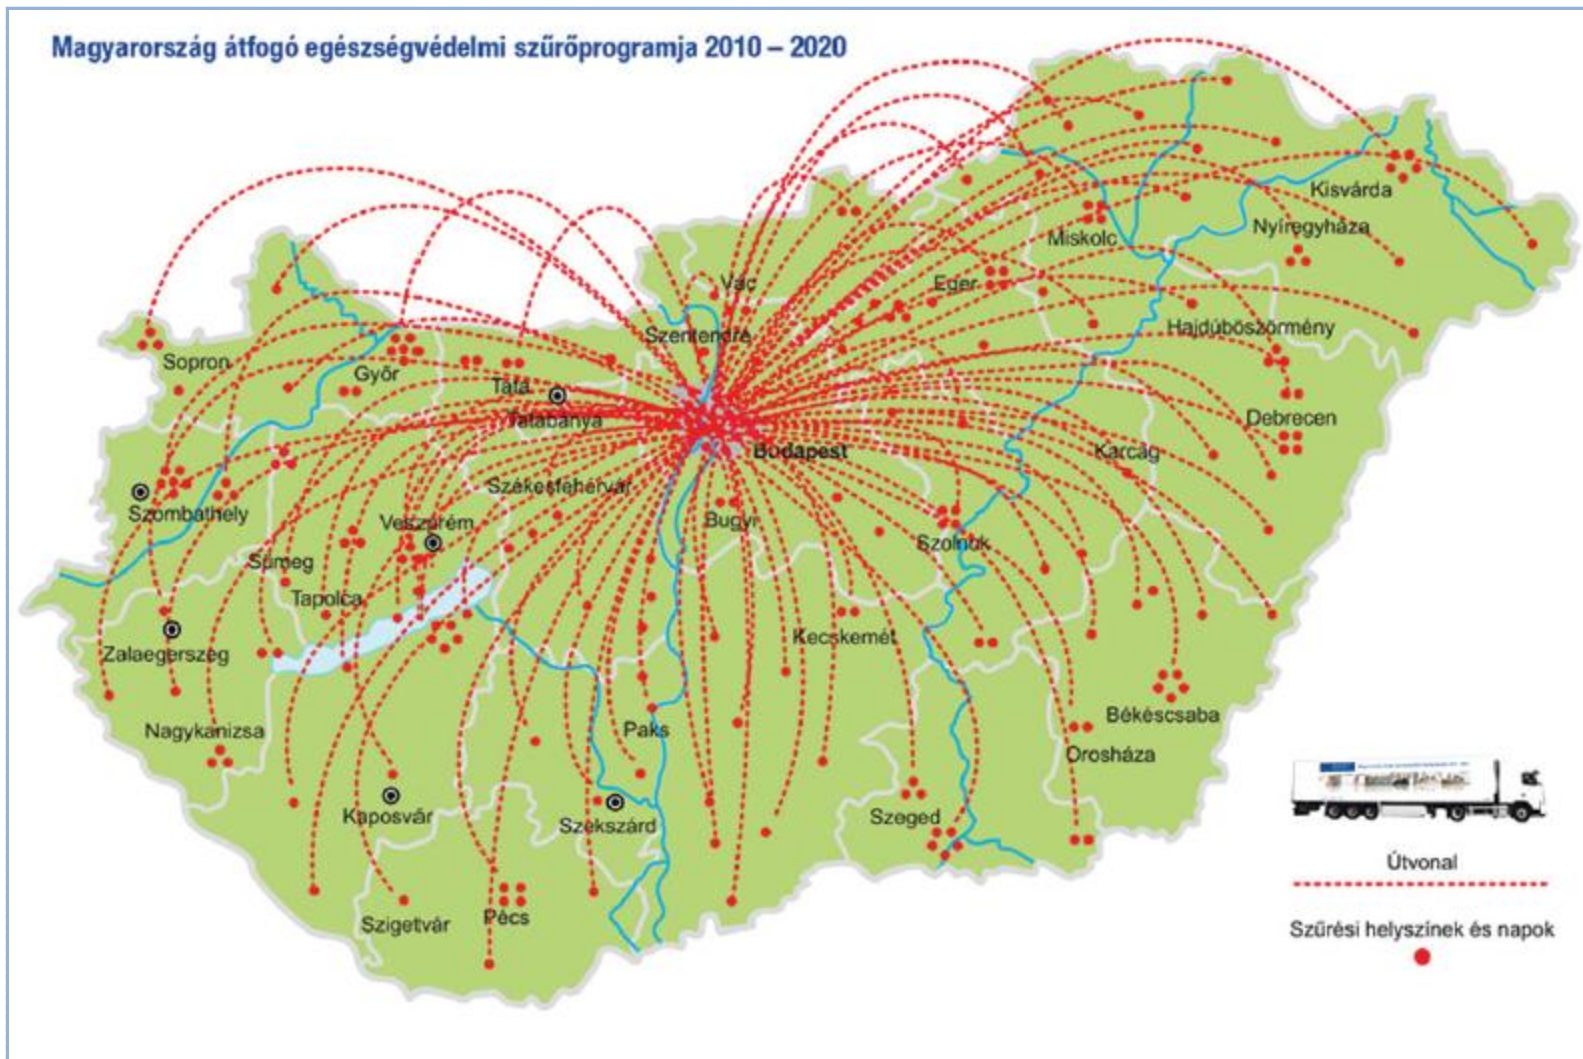 Magyarország átfogó egészségvédelmi szűrőprogramja 2010 – 2020
Kisvárda
Nyíregyháza
Miskolc
Vác
Eger
Szentendre
Hajdúböszörmény
Sopron
Győr
Tata
Tatabánya
Debrecen
Budapest
Karcag
Székesfehérvár
Szombathely
Veszprém
Bugyi
Szolnok
Sümeg
Tapolca
Kecskemét
Zalaegerszeg
Nagykanizsa
Paks
Békéscsaba
Orosháza
Kaposvár
Szekszárd
Szeged
Szigetvár
Pécs
Útvonal
Szűrési helyszínek és napok